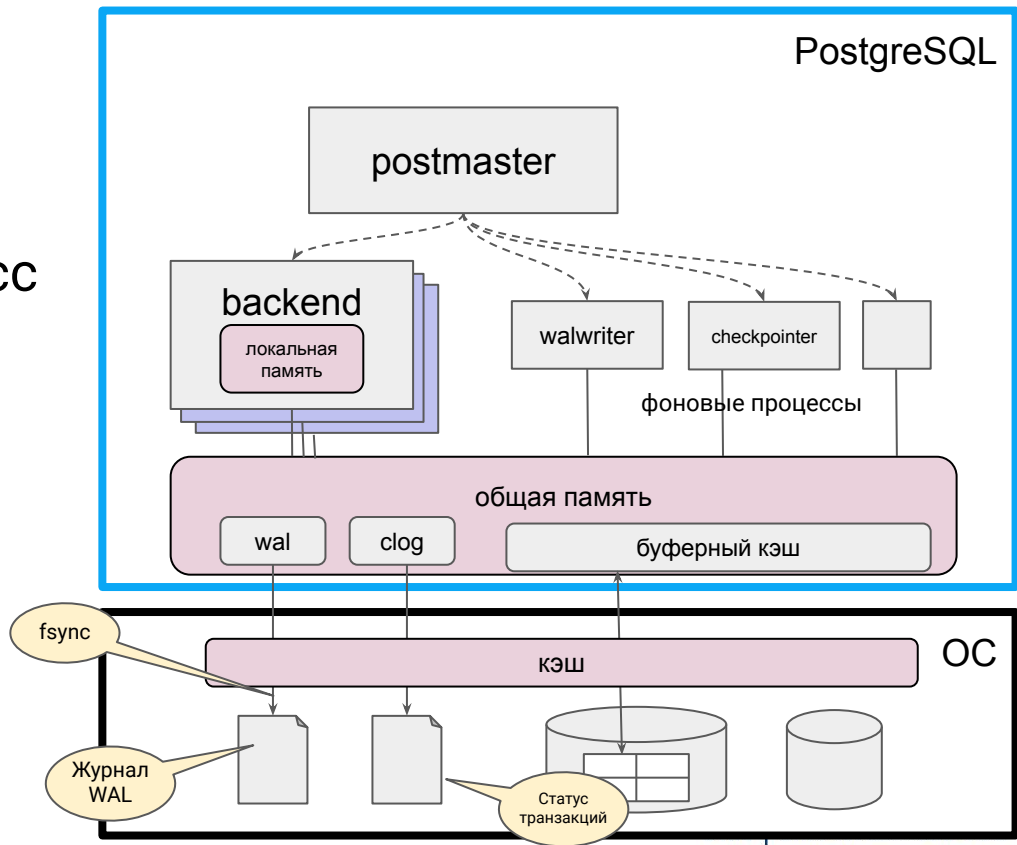 PostgreSQL
postmaster
сс
backend
локальная
память
walwriter
checkpointer
фоновые процессы
общая память
wal
clog
буферный кэш
fsync
кэш
ОС
Журнал
WAL
Статус
транзакций